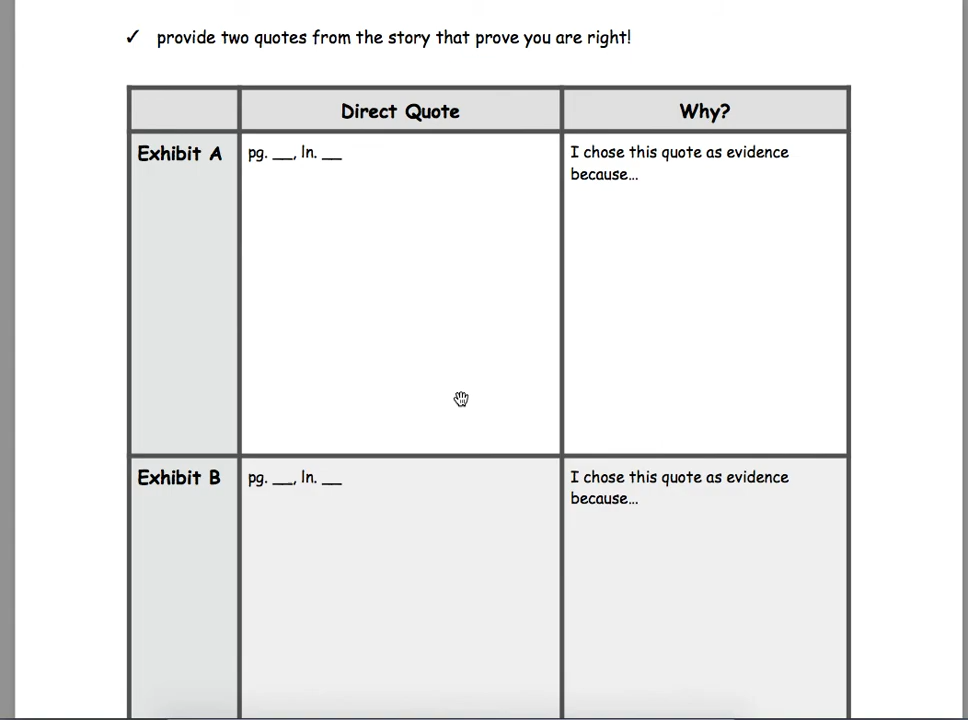 ✓ provide two quotes from the story that prove you are right!
Direct Quote
Why?
Exhibit A
pg. __, ln. __
I chose this quote as evidence
because...
Exhibit B
pg. __, ln. __
I chose this quote as evidence
because...